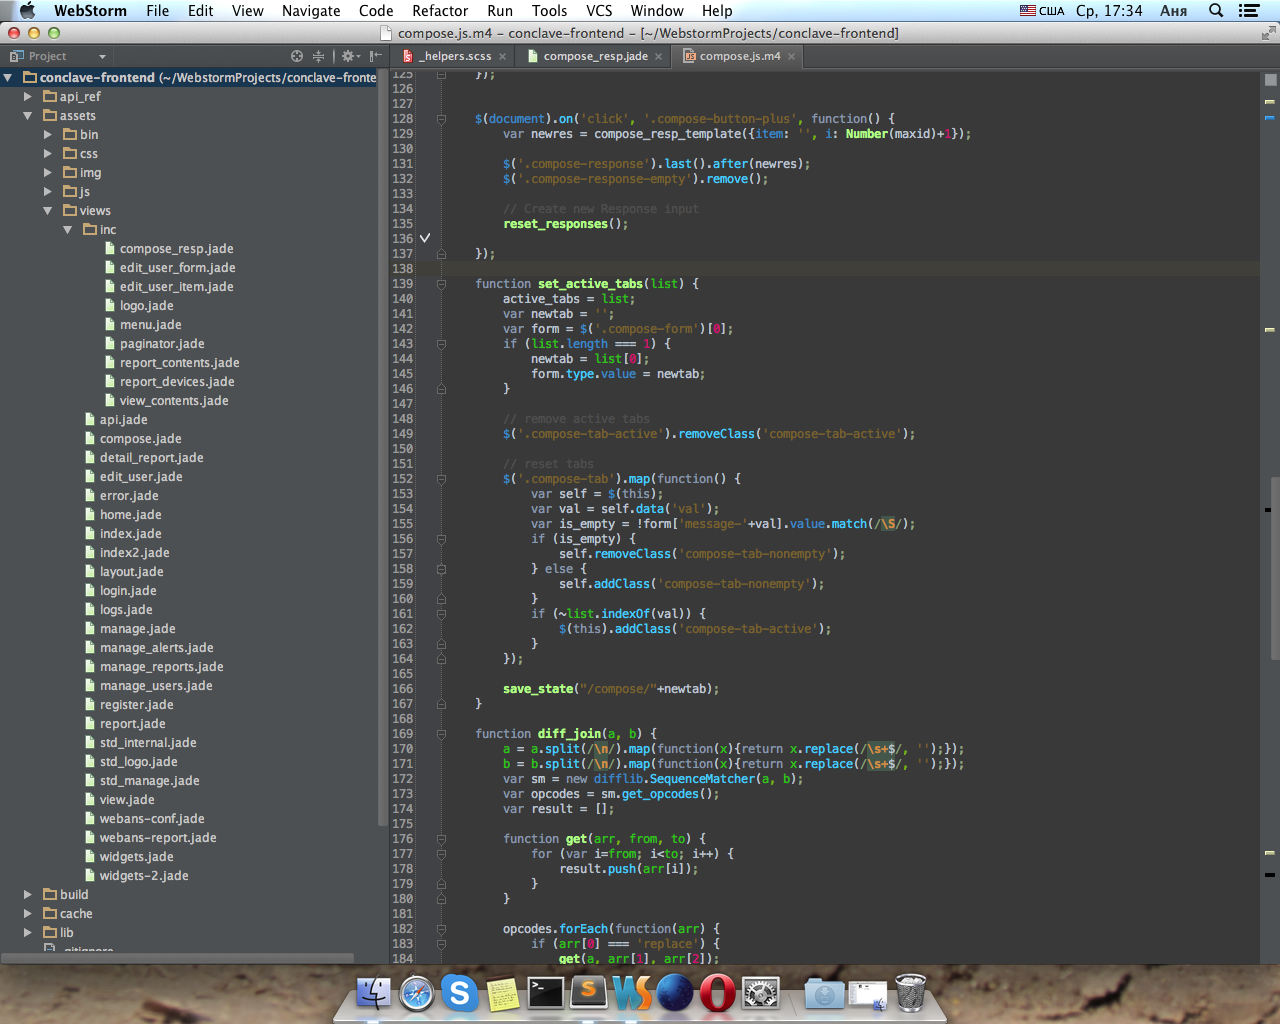 WebStorm File Edit View Navigate Code Refactor Run Tools VCS Window Help США Ср, 17:34 Аня
compose.js.m4 – conclave-frontend – [~/WebstormProjects/conclave-frontend]
Project
_helpers.scss compose_resp.jade compose.js.m4
conclave-frontend (~/WebstormProjects/conclave-fronte
api_ref
assets
bin
css
img
js
views
inc
compose_resp.jade
edit_user_form.jade
edit_user_item.jade
logo.jade
menu.jade
paginator.jade
report_contents.jade
report_devices.jade
view_contents.jade
api.jade
compose.jade
detail_report.jade
edit_user.jade
error.jade
home.jade
index.jade
index2.jade
layout.jade
login.jade
logs.jade
manage.jade
manage_alerts.jade
manage_reports.jade
manage_users.jade
register.jade
report.jade
std_internal.jade
std_logo.jade
std_manage.jade
view.jade
webans-conf.jade
webans-report.jade
widgets.jade
widgets-2.jade
build
cache
lib
.gitignore
125 });
126
127
128 $(document).on('click', '.compose-button-plus', function() {
129 var newres = compose_resp_template({item: '', i: Number(maxid)+1});
130
131 $('.compose-response').last().after(newres);
132 $('.compose-response-empty').remove();
133
134 // Create new Response input
135 reset_responses();
136
137 });
138
139 function set_active_tabs(list) {
140 active_tabs = list;
141 var newtab = '';
142 var form = $('.compose-form')[0];
143 if (list.length === 1) {
144 newtab = list[0];
145 form.type.value = newtab;
146 }
147
148 // remove active tabs
149 $('.compose-tab-active').removeClass('compose-tab-active');
150
151 // reset tabs
152 $('.compose-tab').map(function() {
153 var self = $(this);
154 var val = self.data('val');
155 var is_empty = !form['message-'+val].value.match(/\S/);
156 if (is_empty) {
157 self.removeClass('compose-tab-nonempty');
158 } else {
159 self.addClass('compose-tab-nonempty');
160 }
161 if (~list.indexOf(val)) {
162 $(this).addClass('compose-tab-active');
163 }
164 });
165
166 save_state("/compose/"+newtab);
167 }
168
169 function diff_join(a, b) {
170 a = a.split(/\n/).map(function(x){return x.replace(/\s+$/, '');});
171 b = b.split(/\n/).map(function(x){return x.replace(/\s+$/, '');});
172 var sm = new difflib.SequenceMatcher(a, b);
173 var opcodes = sm.get_opcodes();
174 var result = [];
175
176 function get(arr, from, to) {
177 for (var i=from; i<to; i++) {
178 result.push(arr[i]);
179 }
180 }
181
182 opcodes.forEach(function(arr) {
183 if (arr[0] === 'replace') {
184 get(a, arr[1], arr[2]);